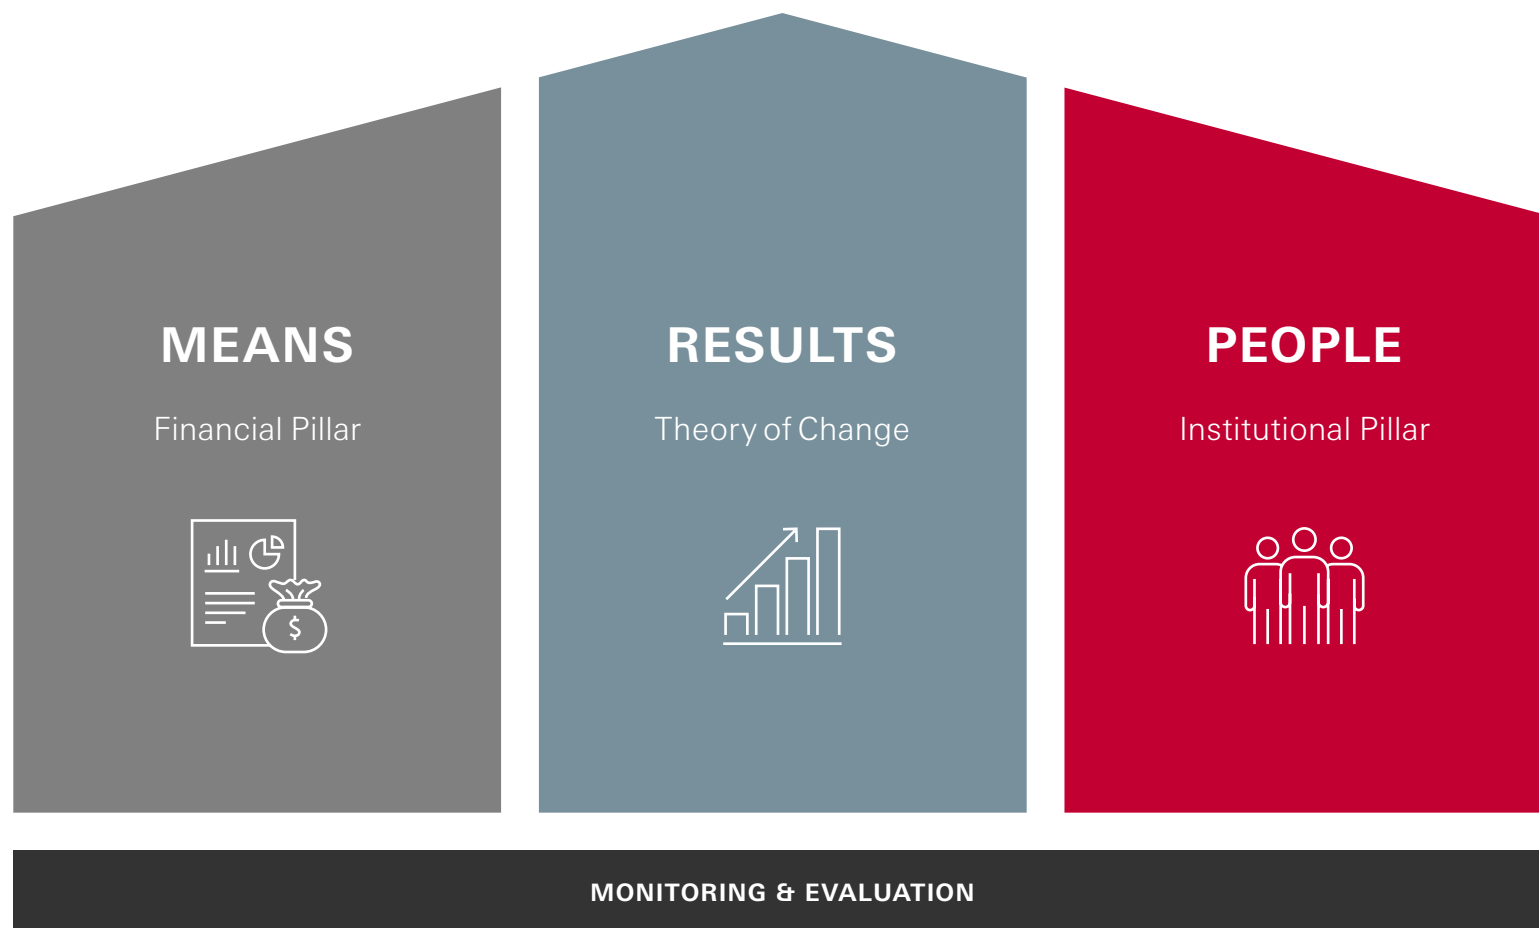 MEANS
Financial Pillar
$
RESULTS
Theory of Change
PEOPLE
Institutional Pillar
MONITORING & EVALUATION